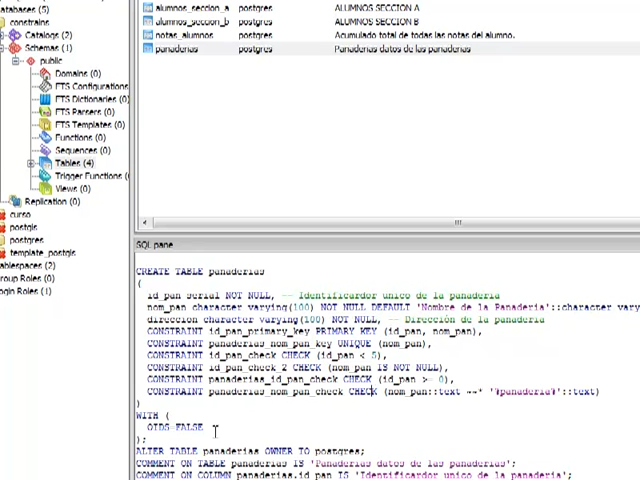 alumnos_seccion_a postgres ALUMNOS SECCION A
alumnos_seccion_b postgres ALUMNOS SECCION B
notas_alumnos postgres Acumulado total de todas las notas del alumno.
panaderias postgres Panaderias datos de las panaderias
Databases (5)
constrains
Catalogs (2)
Schemas (1)
public
Domains (0)
FTS Configurations
FTS Dictionaries (0)
FTS Parsers (0)
FTS Templates (0)
Functions (0)
Sequences (0)
Tables (4)
Trigger Functions (
Views (0)
Replication (0)
curso
postgis
postgres
template_postgis
ablespaces (2)
roup Roles (0)
ogin Roles (1)
SQL pane
CREATE TABLE panaderias
(
id_pan serial NOT NULL, -- Identificardor unico de la panaderia
nom_pan character varying(100) NOT NULL DEFAULT 'Nombre de la Panaderia'::character vary
direccion character varying(100) NOT NULL, -- Dirección de la panaderia
CONSTRAINT id_pan_primary_key PRIMARY KEY (id_pan, nom_pan),
CONSTRAINT panaderias_nom_pan_key UNIQUE (nom_pan),
CONSTRAINT id_pan_check CHECK (id_pan < 5),
CONSTRAINT id_pan_check_2 CHECK (nom_pan IS NOT NULL),
CONSTRAINT panaderias_id_pan_check CHECK (id_pan >= 0),
CONSTRAINT panaderias_nom_pan_check CHECK (nom_pan::text ~~* '%panaderia%'::text)
)
WITH (
OIDS=FALSE
);
ALTER TABLE panaderias OWNER TO postgres;
COMMENT ON TABLE panaderias IS 'Panaderias datos de las panaderias';
COMMENT ON COLUMN panaderias.id_pan IS 'Identificardor unico de la panaderia';